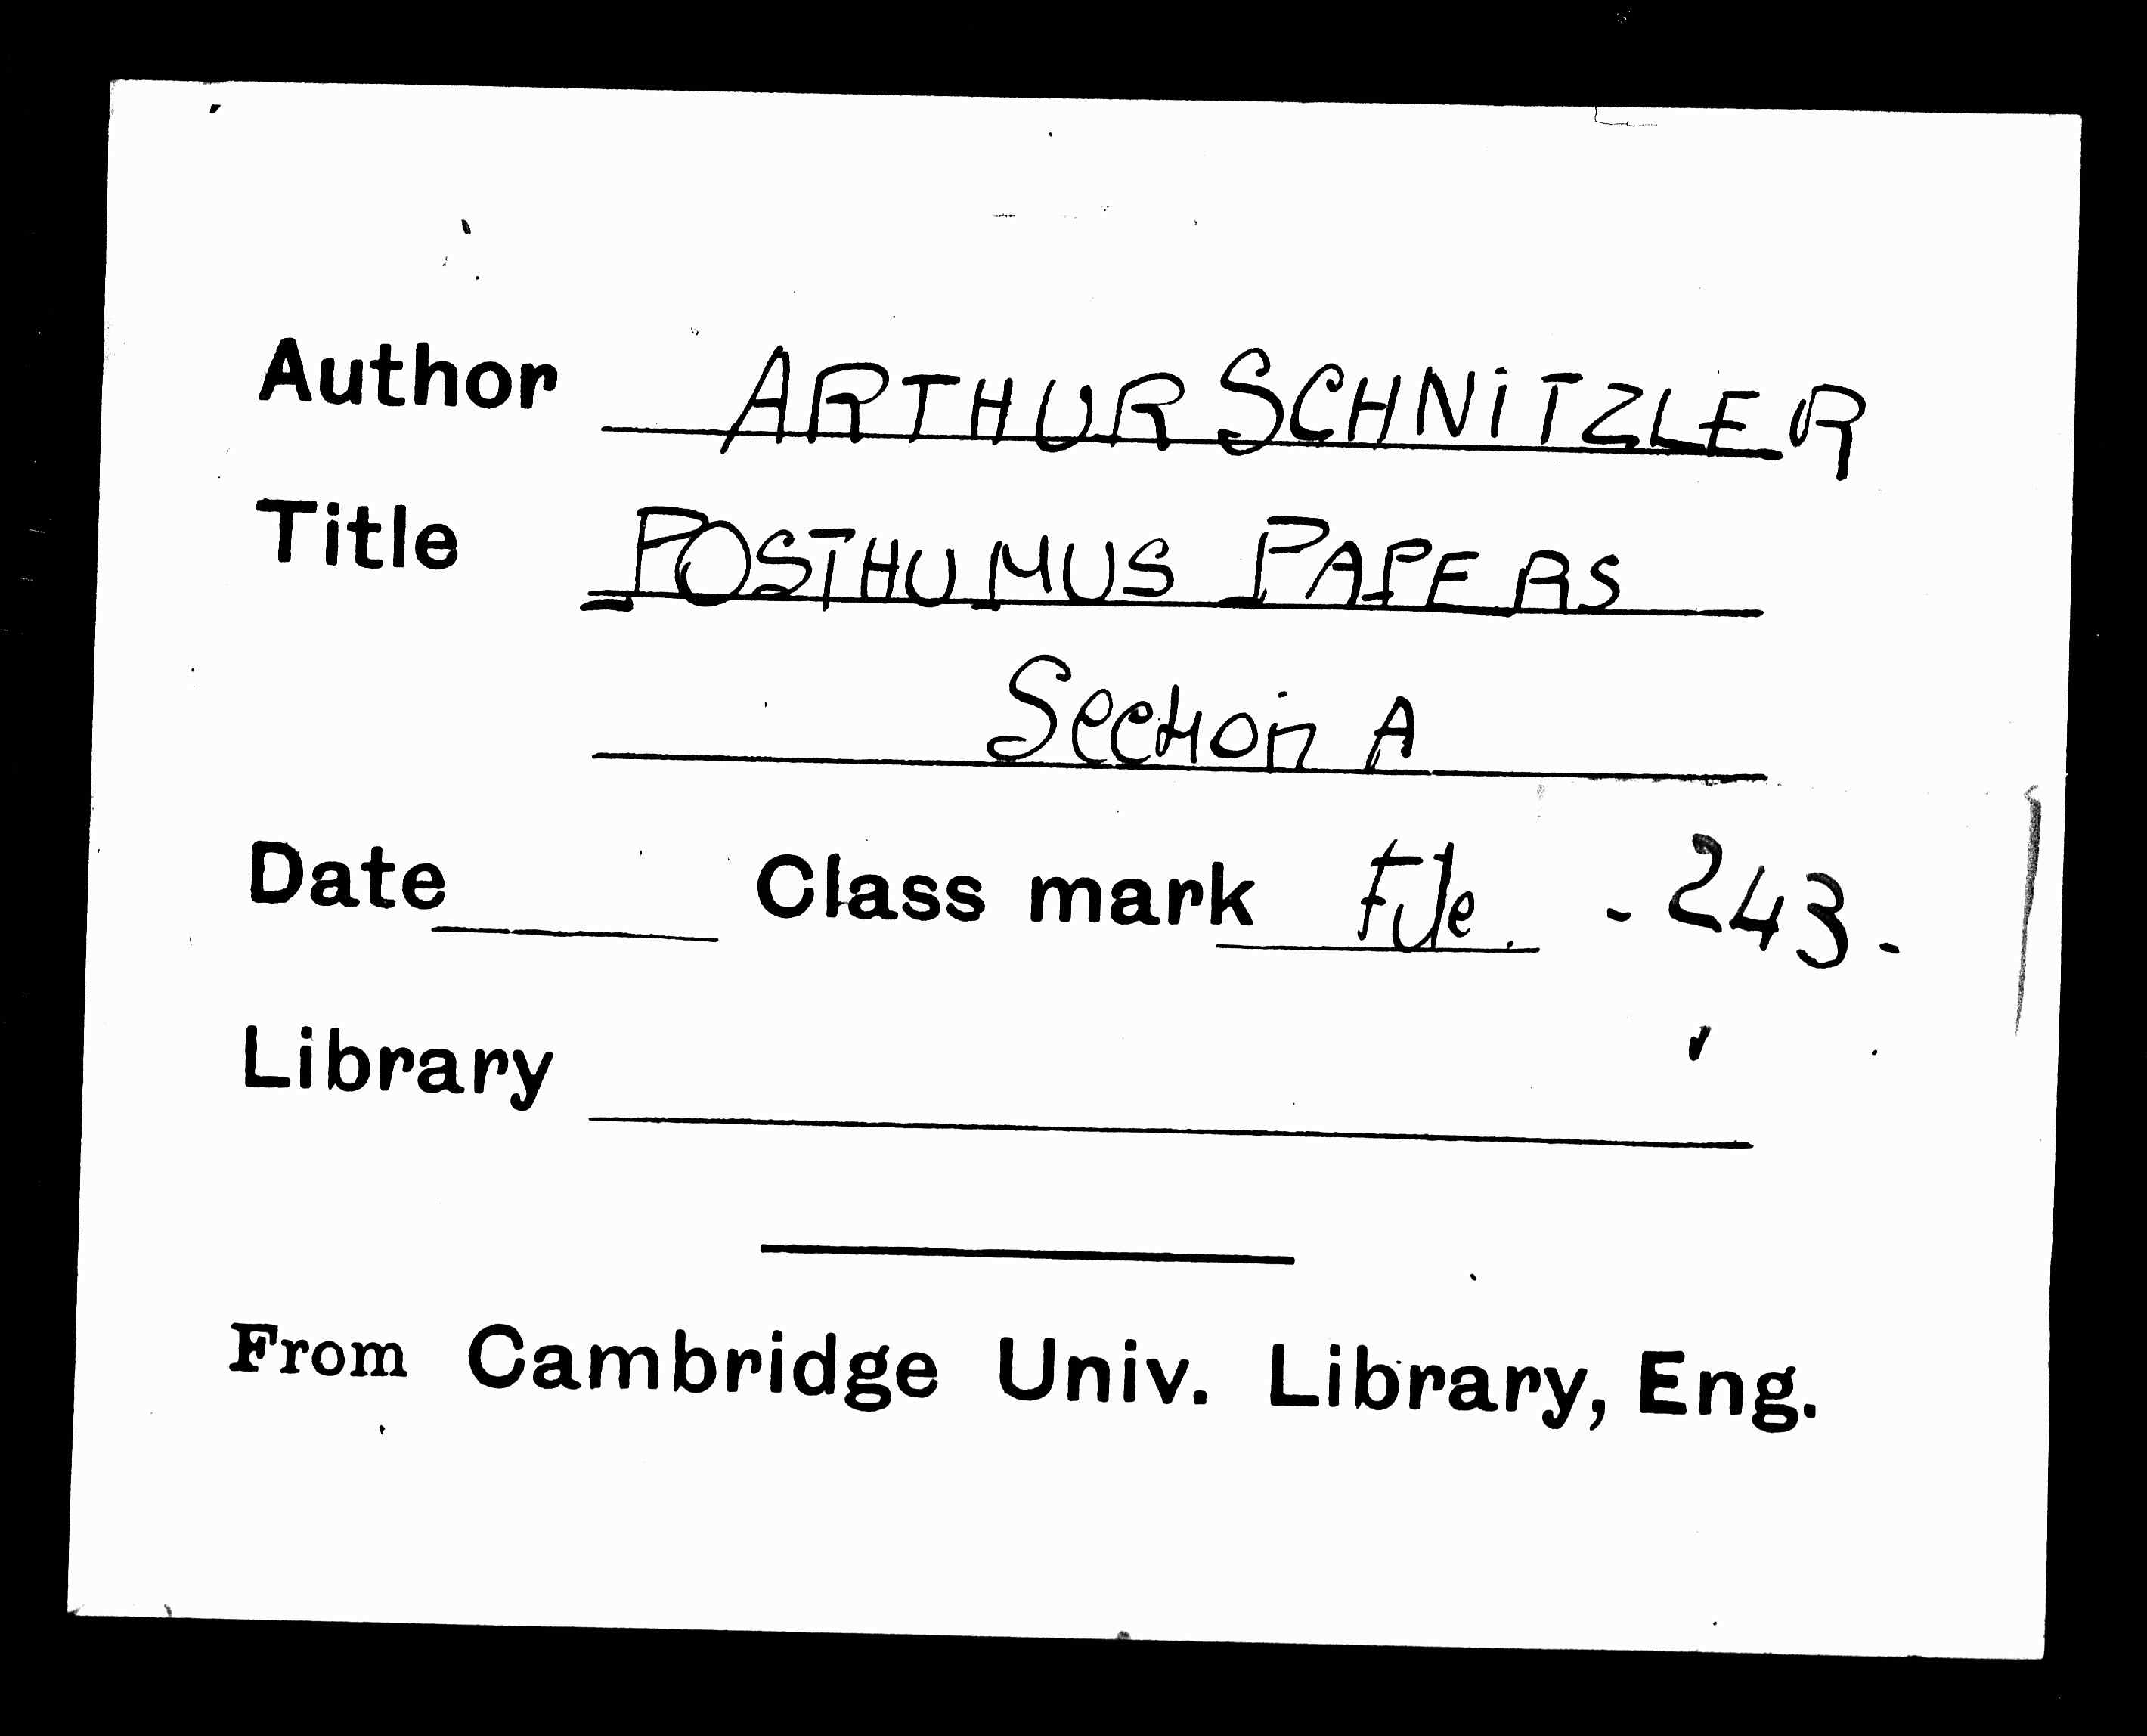 Author ARTHUR SCHNiTZLER
Title POSTHUMUS PAPERS
Section A
Date Class mark File. - 243 -
Library
From Cambridge Univ. Library, Eng.